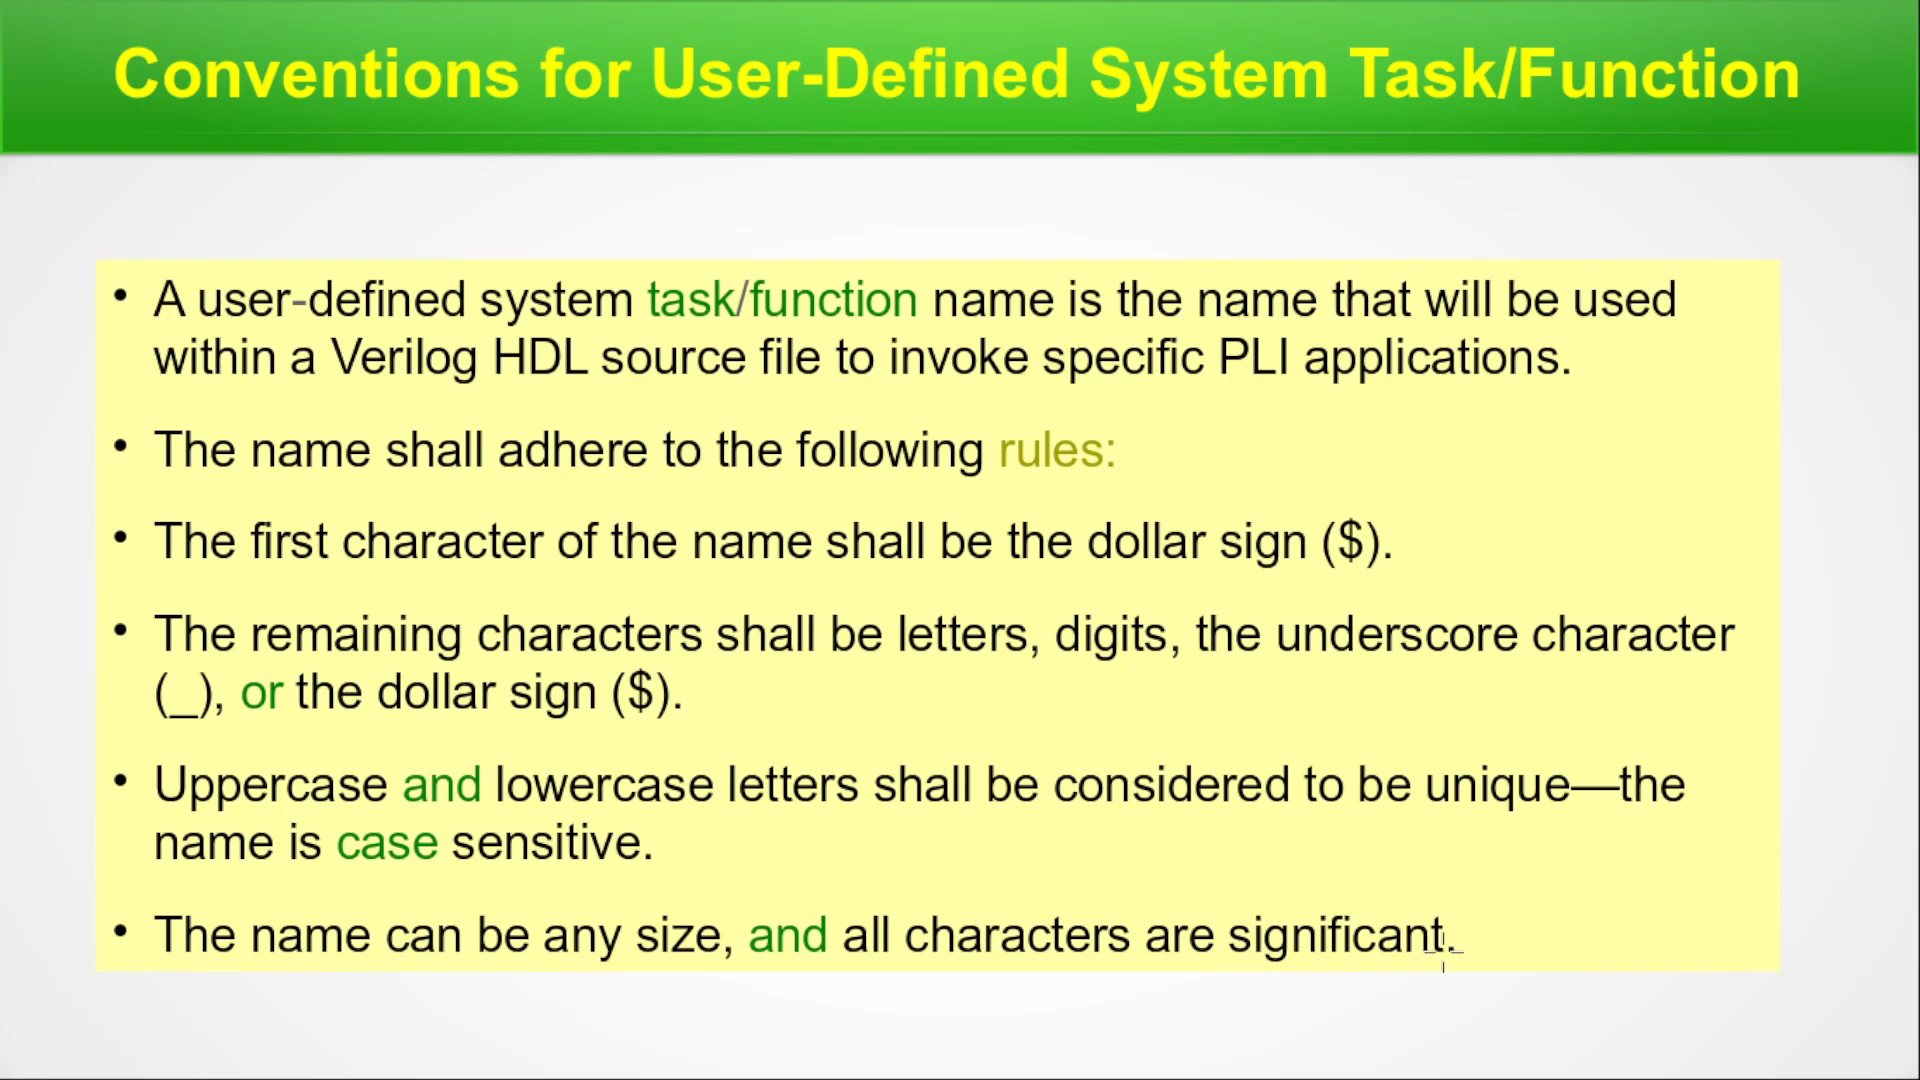 Conventions for User-Defined System Task/Function
• A user-defined system task/function name is the name that will be used
within a Verilog HDL source file to invoke specific PLI applications.
• The name shall adhere to the following rules:
• The first character of the name shall be the dollar sign ($).
• The remaining characters shall be letters, digits, the underscore character
(_), or the dollar sign ($).
• Uppercase and lowercase letters shall be considered to be unique—the
name is case sensitive.
• The name can be any size, and all characters are significant.